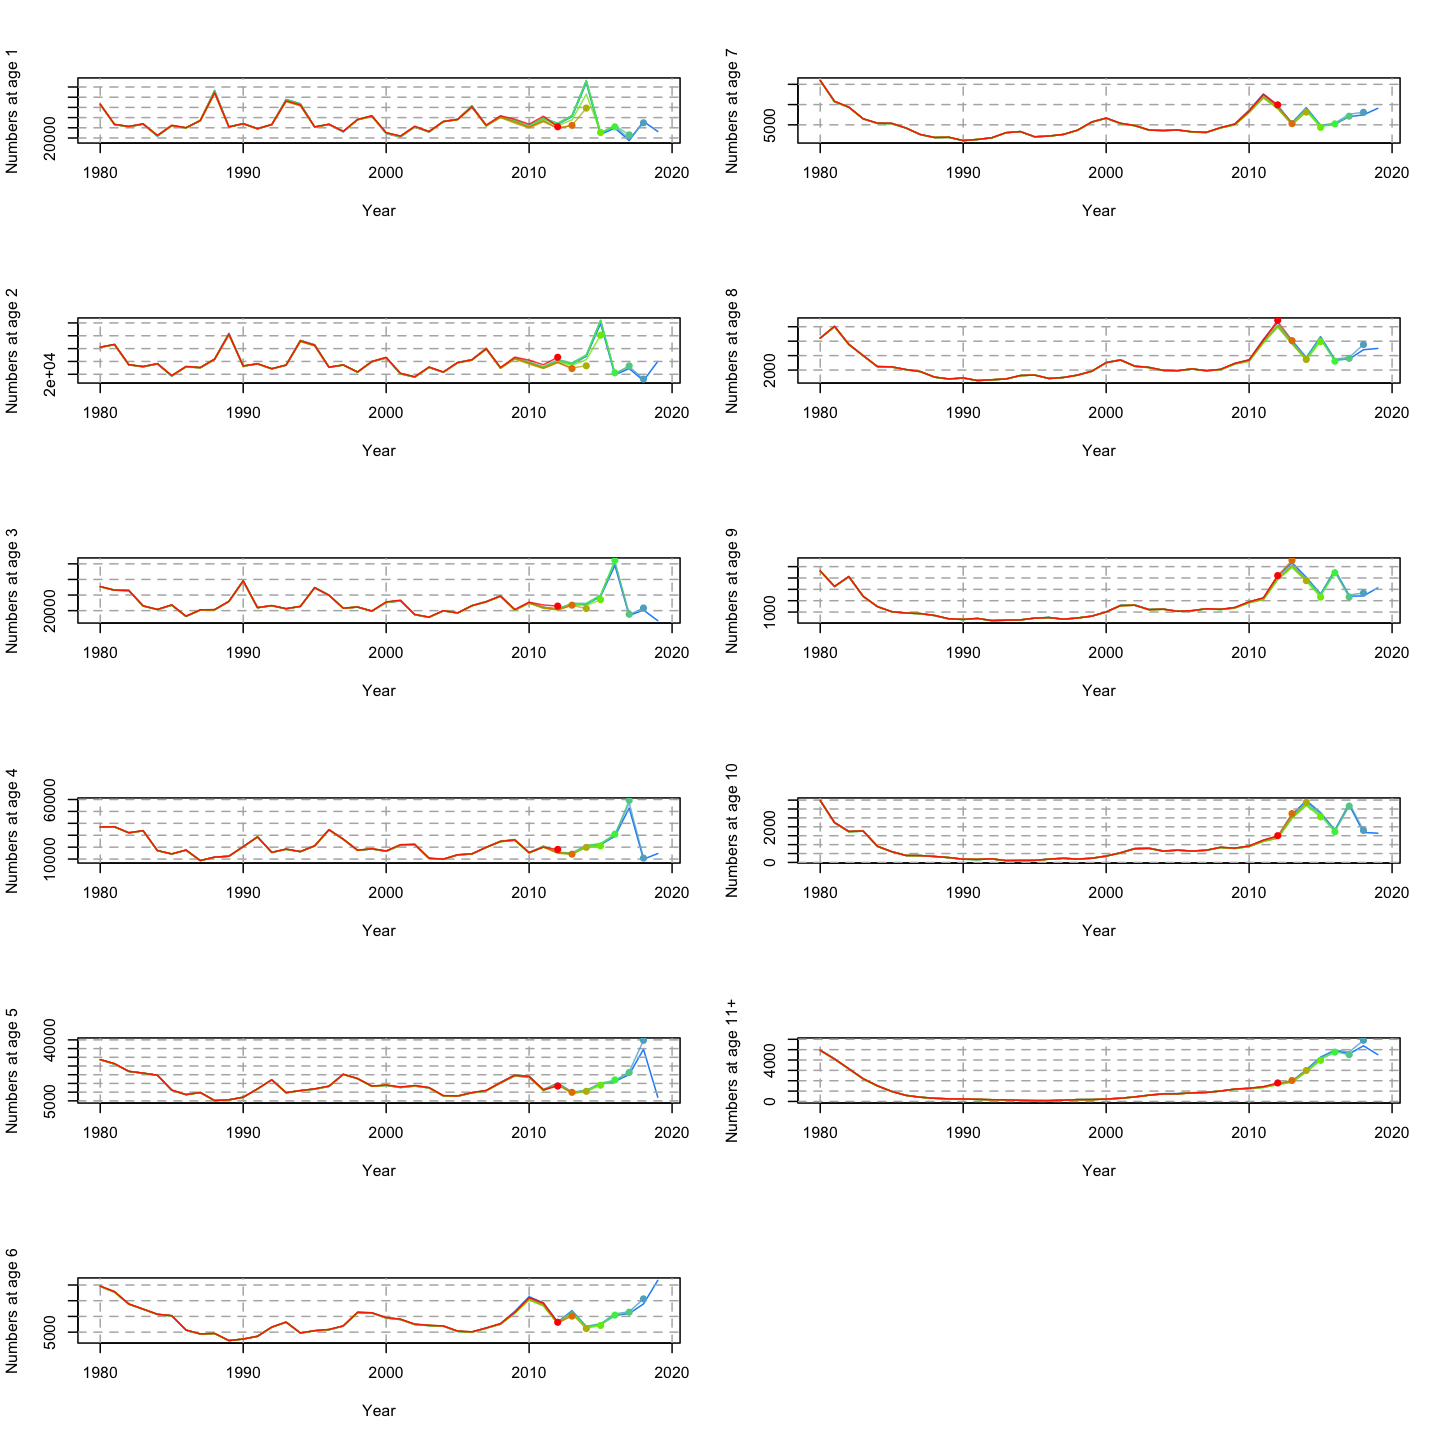 Numbers at age 1
20000
1980 1990 2000 2010 2020
Year
Numbers at age 2
2e+04
1980 1990 2000 2010 2020
Year
Numbers at age 3
20000
1980 1990 2000 2010 2020
Year
Numbers at age 4
10000 60000
1980 1990 2000 2010 2020
Year
Numbers at age 5
5000 40000
1980 1990 2000 2010 2020
Year
Numbers at age 6
5000
1980 1990 2000 2010 2020
Year
Numbers at age 7
5000
1980 1990 2000 2010 2020
Year
Numbers at age 8
2000
1980 1990 2000 2010 2020
Year
Numbers at age 9
1000
1980 1990 2000 2010 2020
Year
Numbers at age 10
0 2000
1980 1990 2000 2010 2020
Year
Numbers at age 11+
0 4000
1980 1990 2000 2010 2020
Year